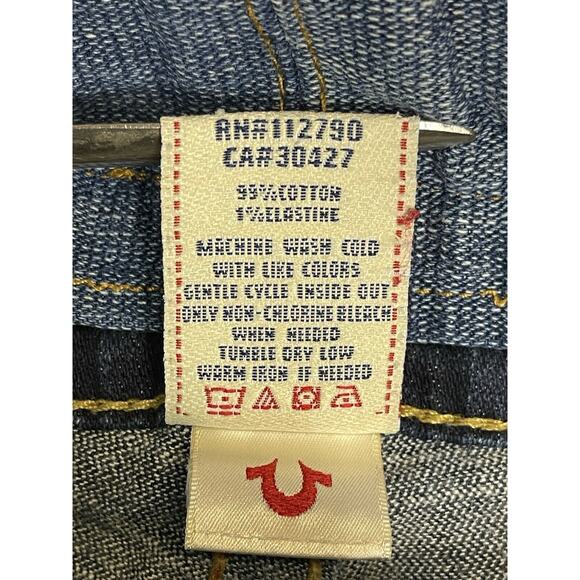 RN#112790
CA#30427
99%COTTON
1%ELASTINE
MACHINE WASH COLD
WITH LIKE COLORS
GENTLE CYCLE INSIDE OUT
ONLY NON-CHLORINE BLEACH
WHEN NEEDED
TUMBLE DRY LOW
WARM IRON IF NEEDED